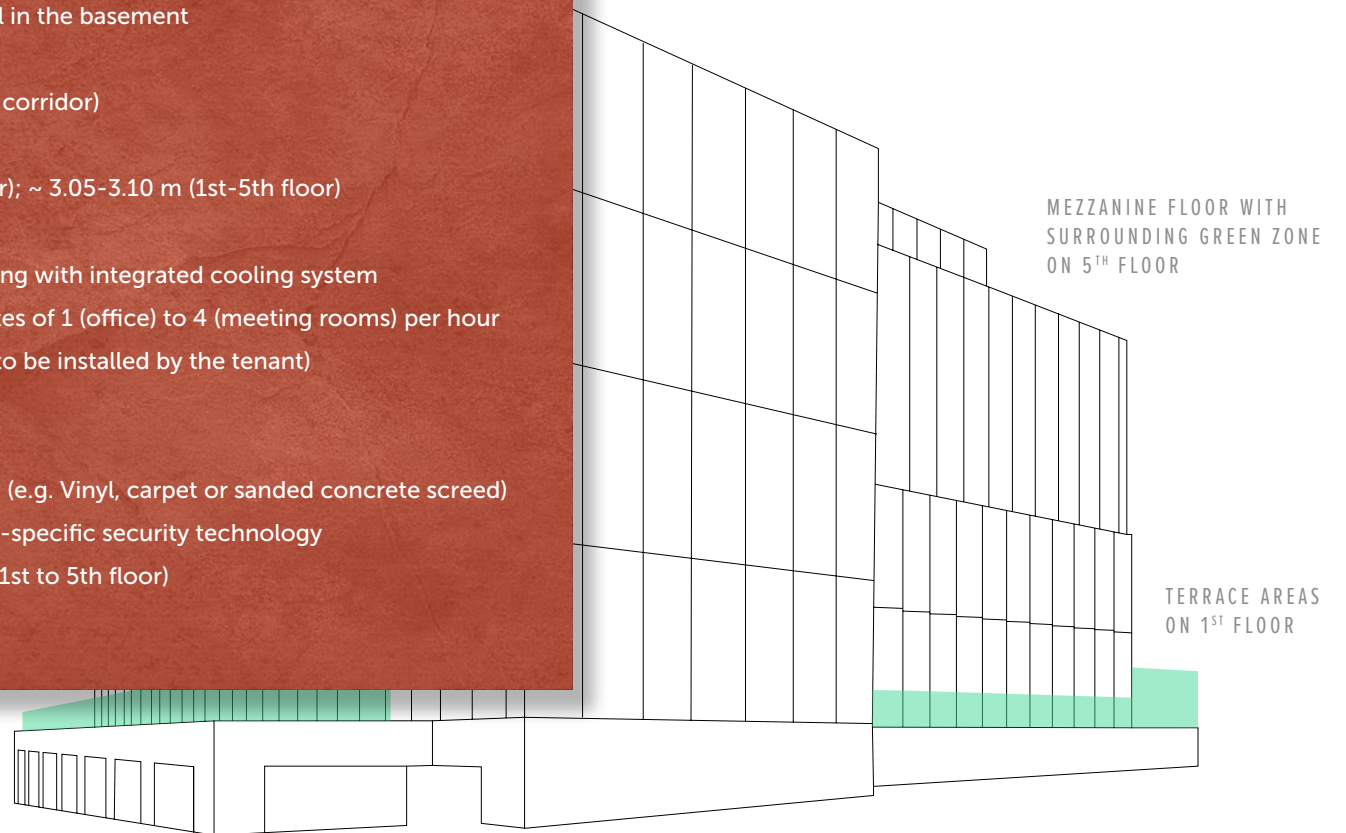 in the basement
corridor)
); ~ 3.05-3.10 m (1st-5th floor)
with integrated cooling system
of 1 (office) to 4 (meeting rooms) per hour
to be installed by the tenant)
(e.g. Vinyl, carpet or sanded concrete screed)
-specific security technology
1st to 5th floor)
MEZZANINE FLOOR WITH
SURROUNDING GREEN ZONE
ON 5TH FLOOR
TERRACE AREAS
ON 1ST FLOOR